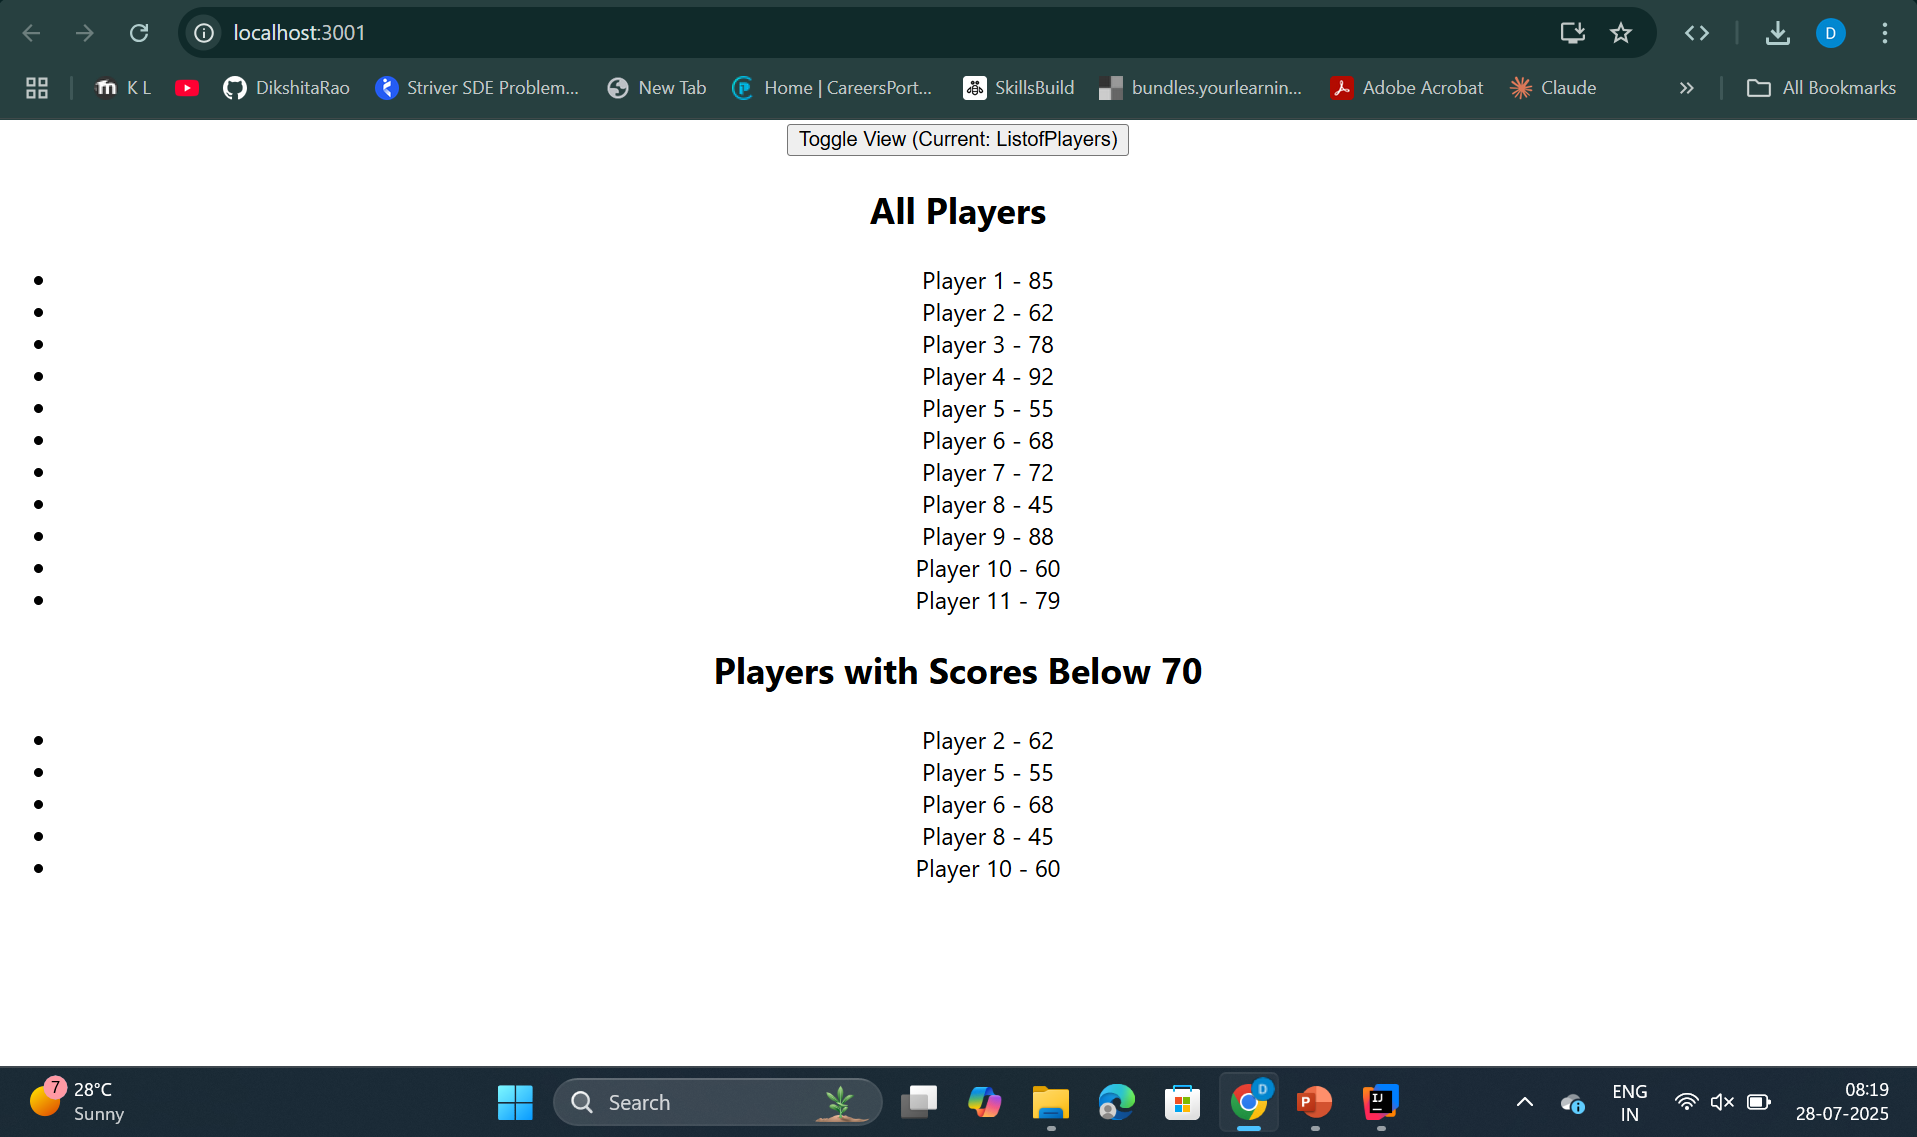 localhost:3001
D
K L
DikshitaRao
Striver SDE Problem...
New Tab
Home | CareersPort...
SkillsBuild
bundles.yourlearnin...
Adobe Acrobat
Claude
»
All Bookmarks
Toggle View (Current: ListofPlayers)
All Players
Player 1 - 85
Player 2 - 62
Player 3 - 78
Player 4 - 92
Player 5 - 55
Player 6 - 68
Player 7 - 72
Player 8 - 45
Player 9 - 88
Player 10 - 60
Player 11 - 79
Players with Scores Below 70
Player 2 - 62
Player 5 - 55
Player 6 - 68
Player 8 - 45
Player 10 - 60
7
28°C
Sunny
Search
D
P
IJ
ENG
IN
08:19
28-07-2025